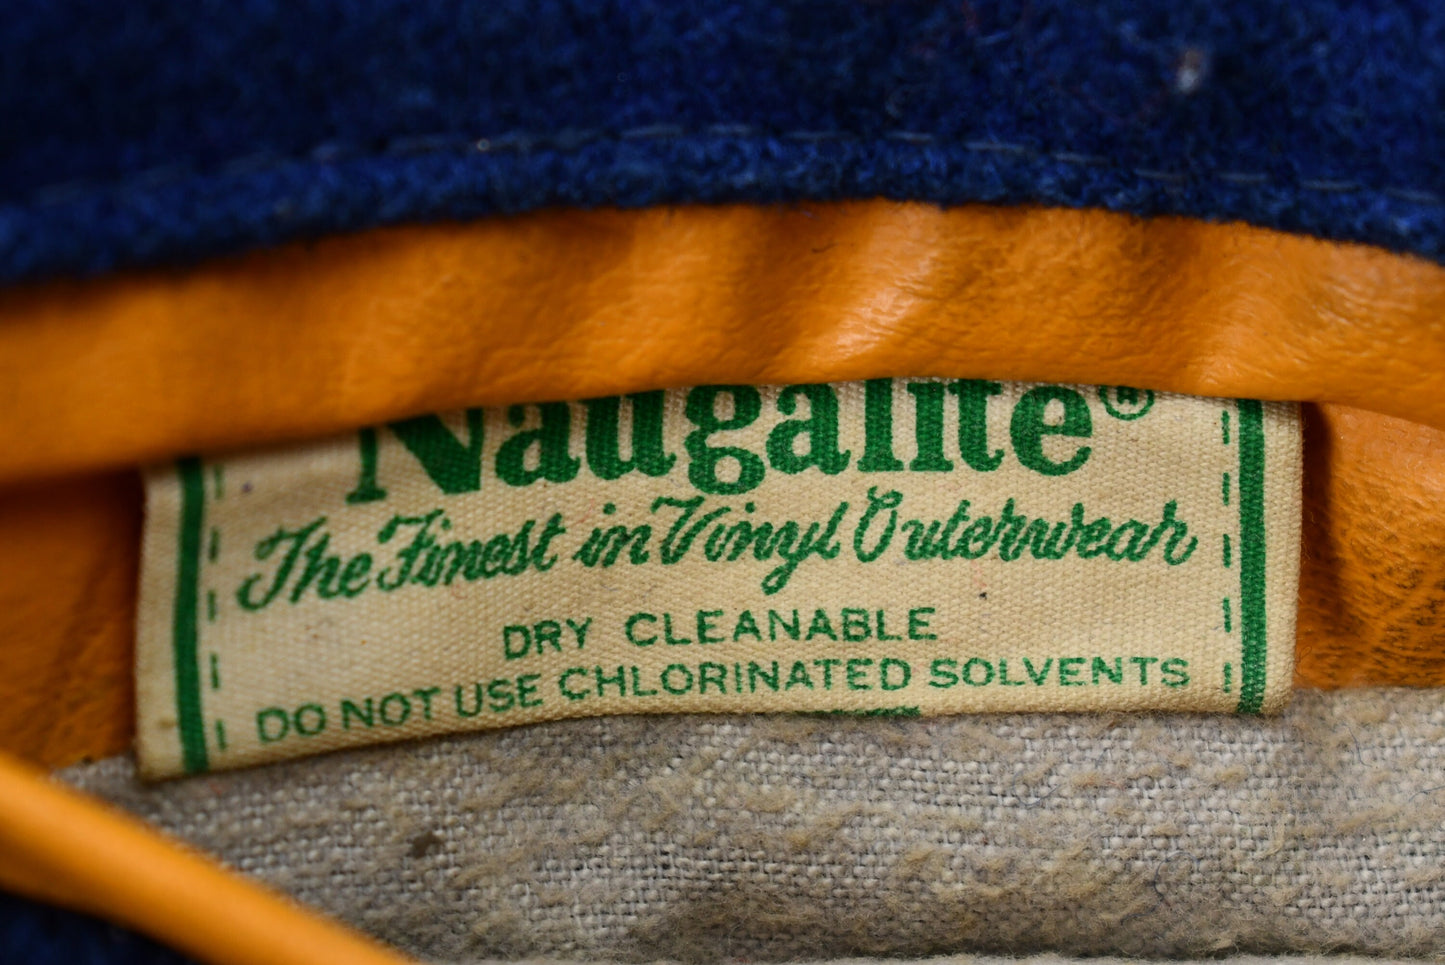 Naugalite®
The Finest in Vinyl Outerwear
DRY CLEANABLE
DO NOT USE CHLORINATED SOLVENTS